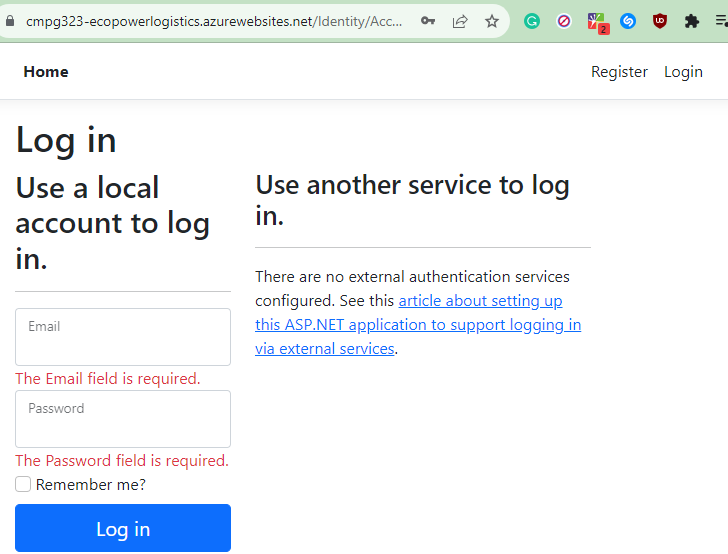 cmpg323-ecopowerlogistics.azurewebsites.net/Identity/Acc...
2
Home
Register
Login
Log in
Use a local
account to log
in.
Email
The Email field is required.
Password
The Password field is required.
Remember me?
Log in
Use another service to log
in.
There are no external authentication services
configured. See this article about setting up
this ASP.NET application to support logging in
via external services.